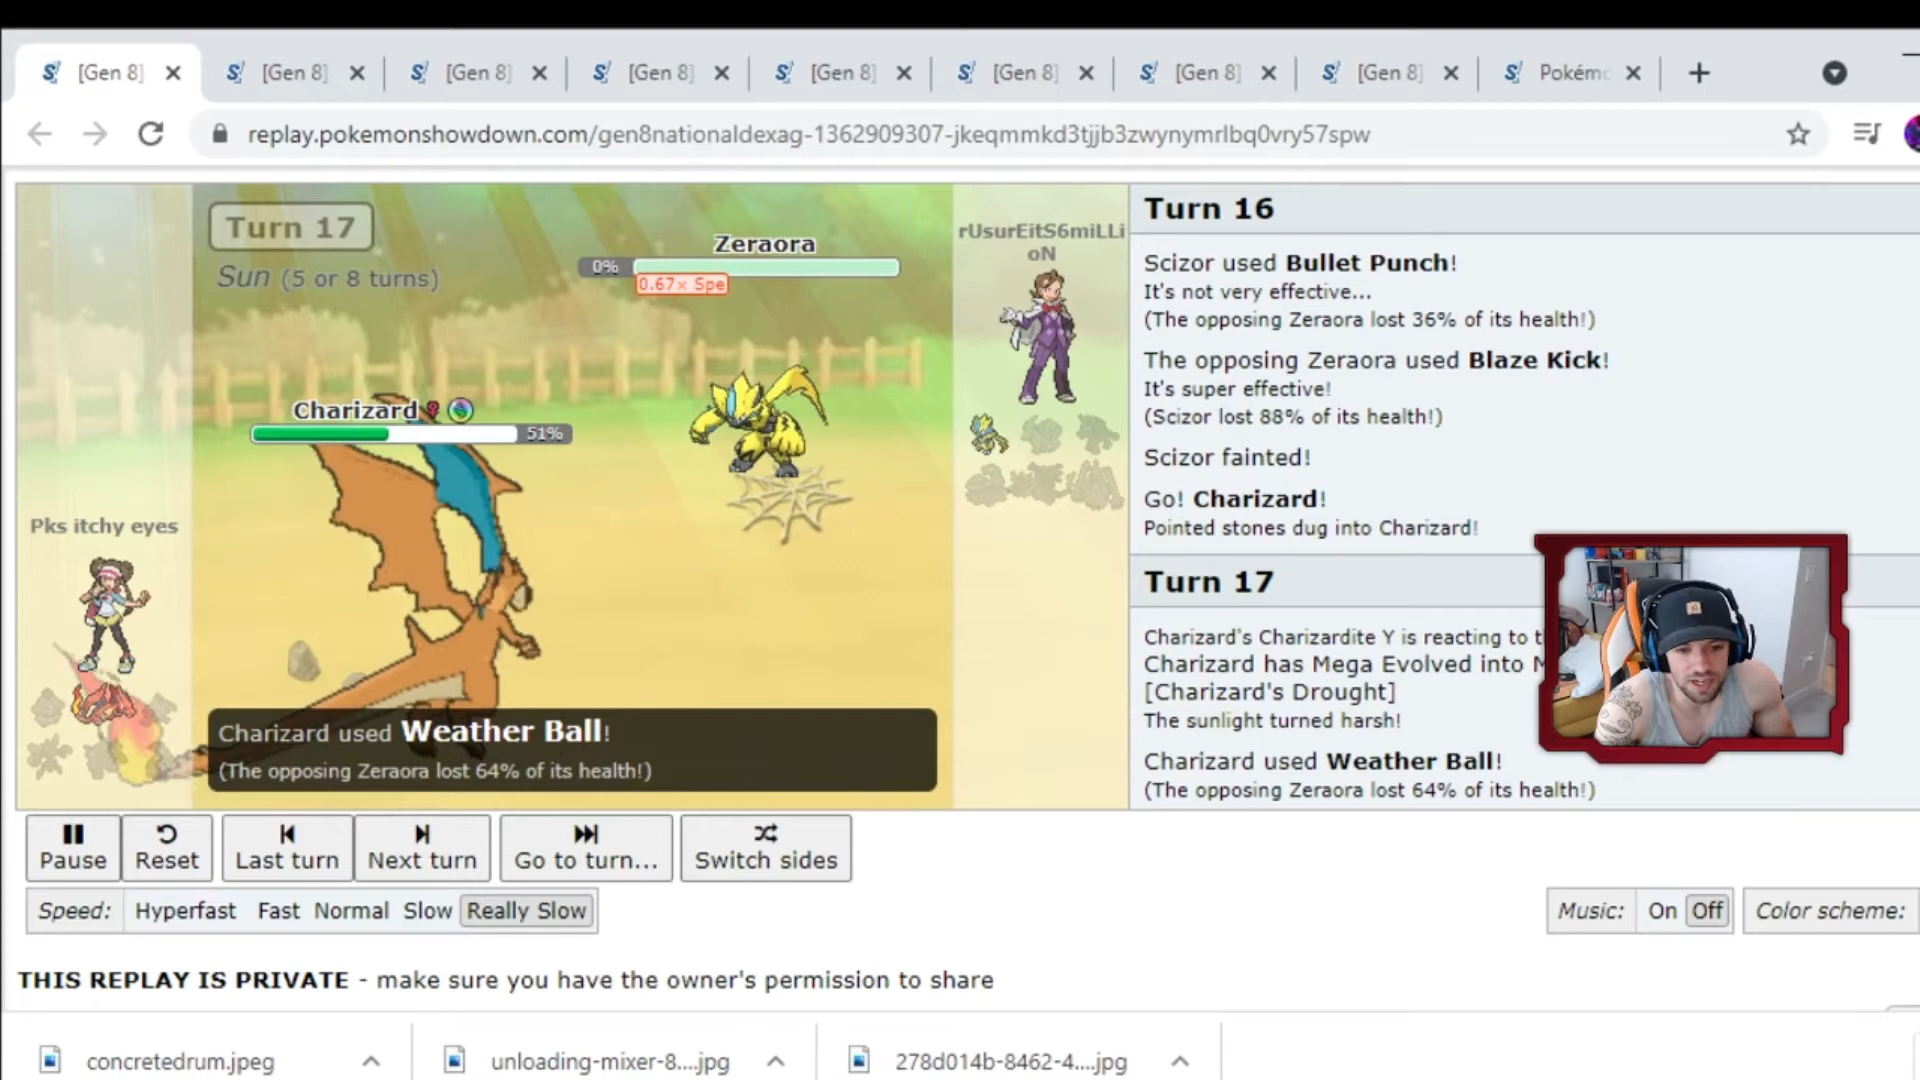 [Gen 8] [Gen 8] [Gen 8] [Gen 8] [Gen 8] [Gen 8] [Gen 8] [Gen 8] Pokémo
replay.pokemonshowdown.com/gen8nationaldexag-1362909307-jkeqmmkd3tjjb3zwynymrlbq0vry57spw
Turn 17
Sun (5 or 8 turns)
Zeraora
0%
0.67× Spe
rUsurEitS6miLLi
oN
Charizard
51%
Pks itchy eyes
Charizard used Weather Ball!
(The opposing Zeraora lost 64% of its health!)
Turn 16
Scizor used Bullet Punch!
It's not very effective...
(The opposing Zeraora lost 36% of its health!)
The opposing Zeraora used Blaze Kick!
It's super effective!
(Scizor lost 88% of its health!)
Scizor fainted!
Go! Charizard!
Pointed stones dug into Charizard!
Turn 17
Charizard's Charizardite Y is reacting to t
Charizard has Mega Evolved into M
[Charizard's Drought]
The sunlight turned harsh!
Charizard used Weather Ball!
(The opposing Zeraora lost 64% of its health!)
Pause Reset Last turn Next turn Go to turn... Switch sides
Speed: Hyperfast Fast Normal Slow Really Slow
Music: On Off Color scheme:
THIS REPLAY IS PRIVATE - make sure you have the owner's permission to share
concretedrum.jpeg unloading-mixer-8....jpg 278d014b-8462-4....jpg